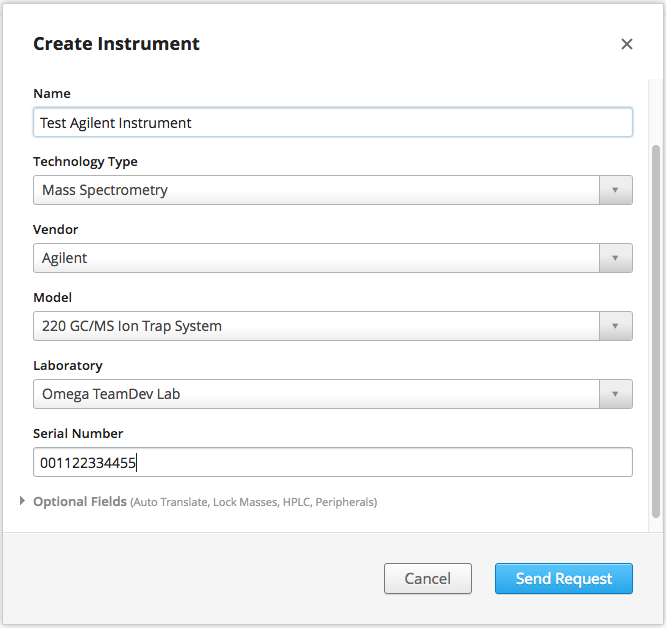 Create Instrument
Name
Test Agilent Instrument
Technology Type
Mass Spectrometry
Vendor
Agilent
Model
220 GC/MS Ion Trap System
Laboratory
Omega TeamDev Lab
Serial Number
001122334455
Optional Fields (Auto Translate, Lock Masses, HPLC, Peripherals)
Cancel Send Request